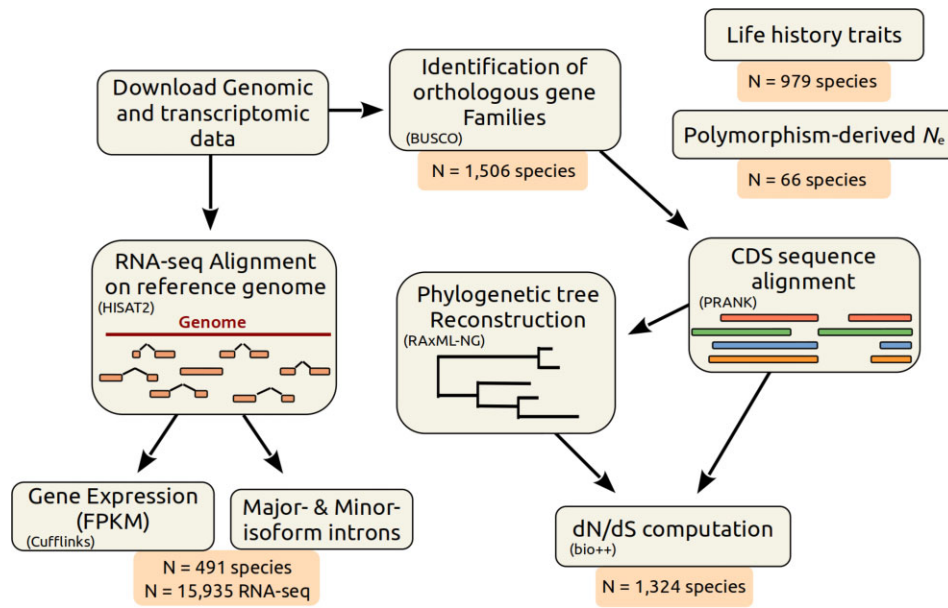 Download Genomic
and transcriptomic
data
Identification of
orthologous gene
Families
(BUSCO)
N = 1,506 species
Life history traits
N = 979 species
Polymorphism-derived Ne
N = 66 species
RNA-seq Alignment
on reference genome
(HISAT2)
Genome
Phylogenetic tree
Reconstruction
(RAxML-NG)
CDS sequence
alignment
(PRANK)
Gene Expression
(FPKM)
(Cufflinks)
Major- & Minor-
isoform introns
N = 491 species
N = 15,935 RNA-seq
dN/dS computation
(bio++)
N = 1,324 species